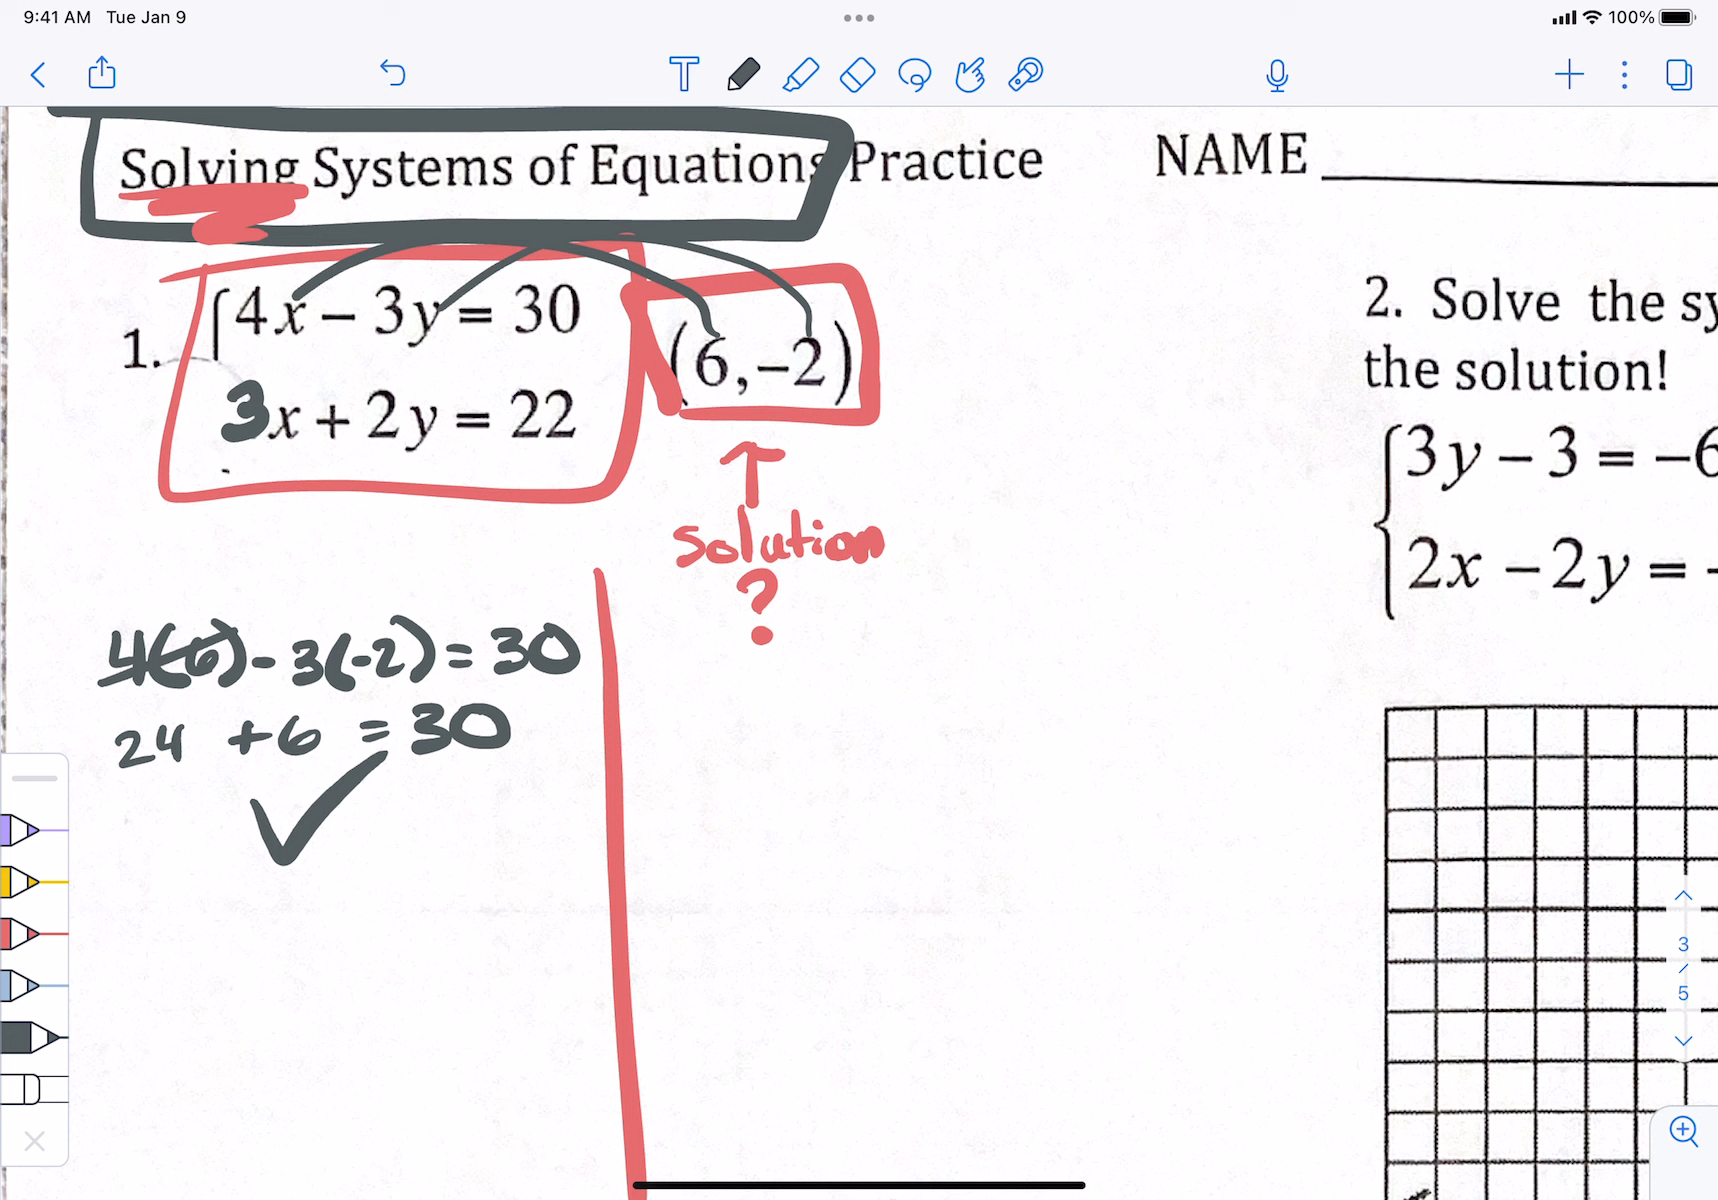 9:41 AM Tue Jan 9
100%
T
Solving Systems of Equations Practice
NAME
1.
4x − 3y = 30
3x + 2y = 22
(6,−2)
solution
?
4(6)-3(-2)=30
24 +6 =30
2. Solve the sy
the solution!
3y − 3 = −6
2x − 2y = -
3
/
5